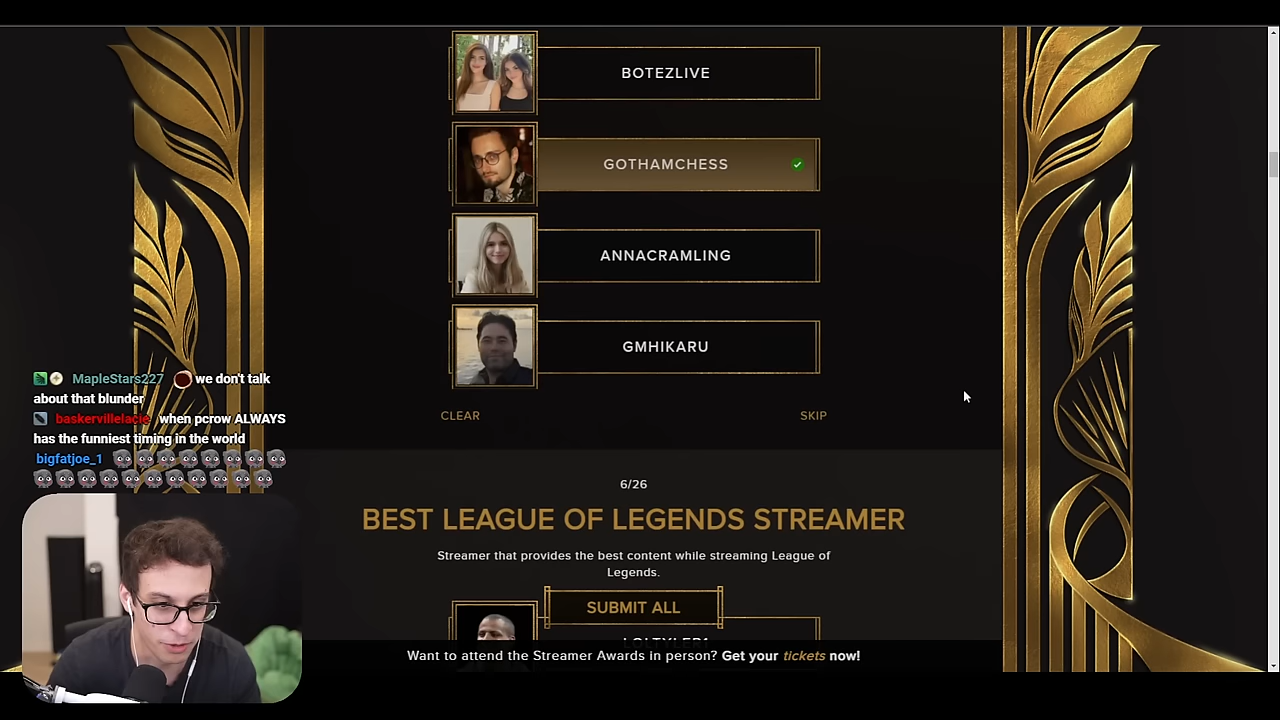 BOTEZLIVE
GOTHAMCHESS
ANNACRAMLING
GMHIKARU
CLEAR
SKIP
MapleStars227 we don't talk
about that blunder
baskervillelacie when pcrow ALWAYS
has the funniest timing in the world
bigfatjoe_1
6/26
BEST LEAGUE OF LEGENDS STREAMER
Streamer that provides the best content while streaming League of
Legends.
SUBMIT ALL
LOLTYLER1
Want to attend the Streamer Awards in person? Get your tickets now!